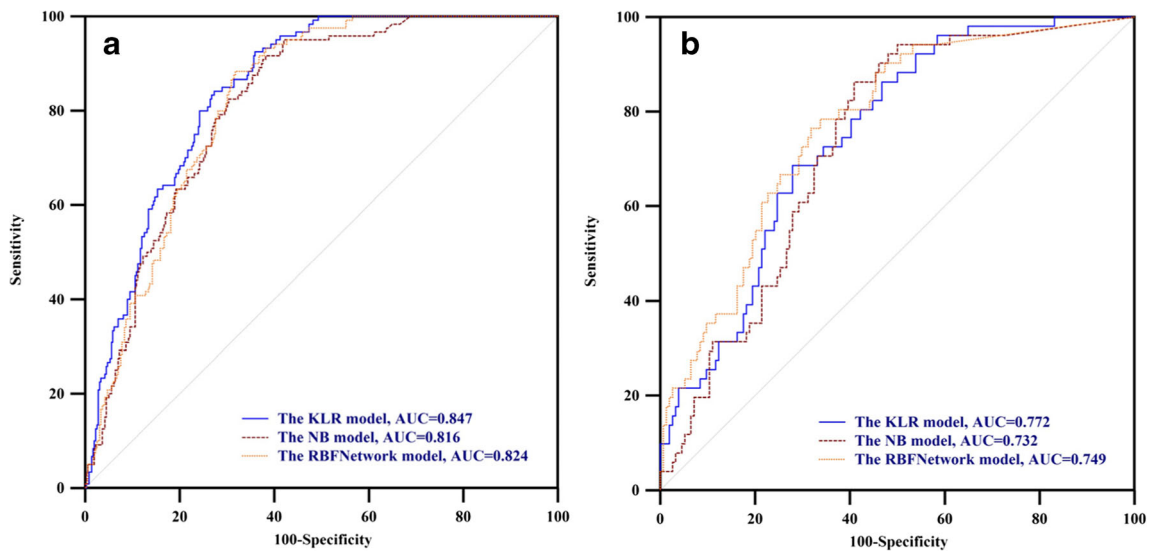 a
100
80
60
40
20
0
Sensitivity
The KLR model, AUC=0.847
The NB model, AUC=0.816
The RBFNetwork model, AUC=0.824
0 20 40 60 80 100
100-Specificity
b
100
80
60
40
20
0
Sensitivity
The KLR model, AUC=0.772
The NB model, AUC=0.732
The RBFNetwork model, AUC=0.749
0 20 40 60 80 100
100-Specificity